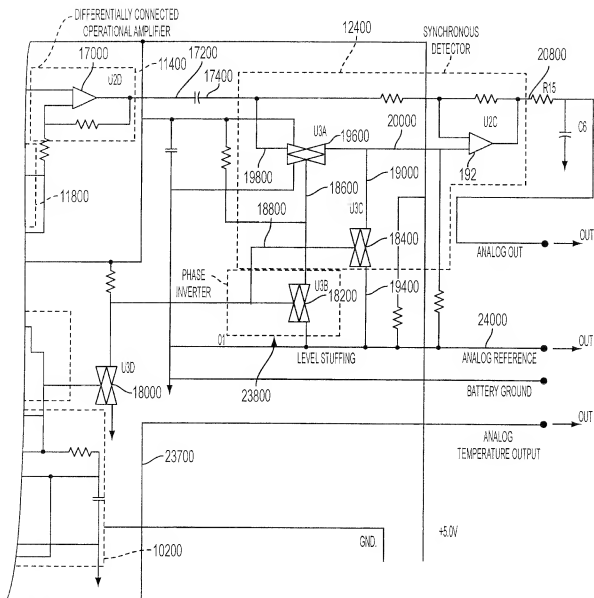 DIFFERENTIALLY CONNECTED
OPERATIONAL AMPLIFIER
17000
U2D
11400
17200
17400
12400
SYNCHRONOUS
DETECTOR
20800
R15
U3A
19600
20000
U2C
C6
192
19800
18600
19000
11800
18800
U3C
18400
ANALOG OUT
OUT
PHASE
INVERTER
U3B
18200
19400
01
LEVEL STUFFING
24000
ANALOG REFERENCE
OUT
23800
U3D
18000
BATTERY GROUND
OUT
ANALOG
TEMPERATURE OUTPUT
23700
GND.
+5.0V
10200